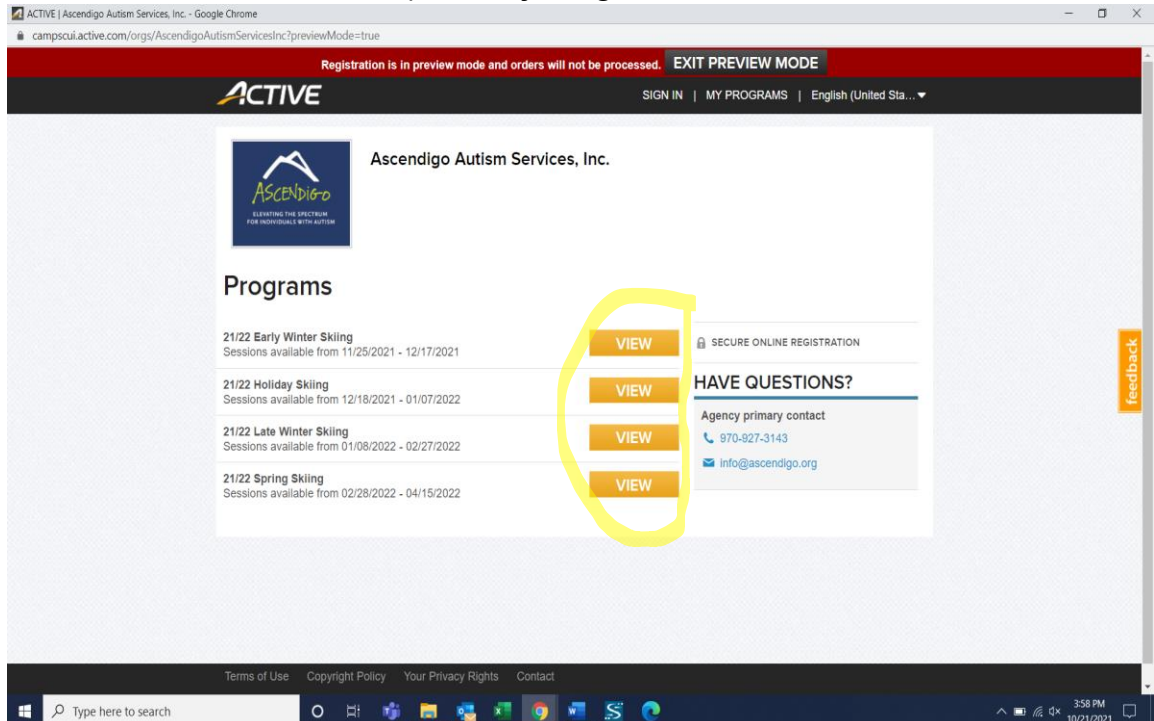 ACTIVE | Ascendigo Autism Services, Inc. - Google Chrome
campscui.active.com/orgs/AscendigoAutismServicesInc?previewMode=true
Registration is in preview mode and orders will not be processed. EXIT PREVIEW MODE
ACTIVE SIGN IN | MY PROGRAMS | English (United Sta...
ASCENDIGO
ELEVATING THE SPECTRUM
FOR INDIVIDUALS WITH AUTISM
Ascendigo Autism Services, Inc.
Programs
21/22 Early Winter Skiing
Sessions available from 11/25/2021 - 12/17/2021
VIEW
21/22 Holiday Skiing
Sessions available from 12/18/2021 - 01/07/2022
VIEW
21/22 Late Winter Skiing
Sessions available from 01/08/2022 - 02/27/2022
VIEW
21/22 Spring Skiing
Sessions available from 02/28/2022 - 04/15/2022
VIEW
SECURE ONLINE REGISTRATION
HAVE QUESTIONS?
Agency primary contact
970-927-3143
info@ascendigo.org
feedback
Terms of Use Copyright Policy Your Privacy Rights Contact
Type here to search
3:58 PM
10/21/2021